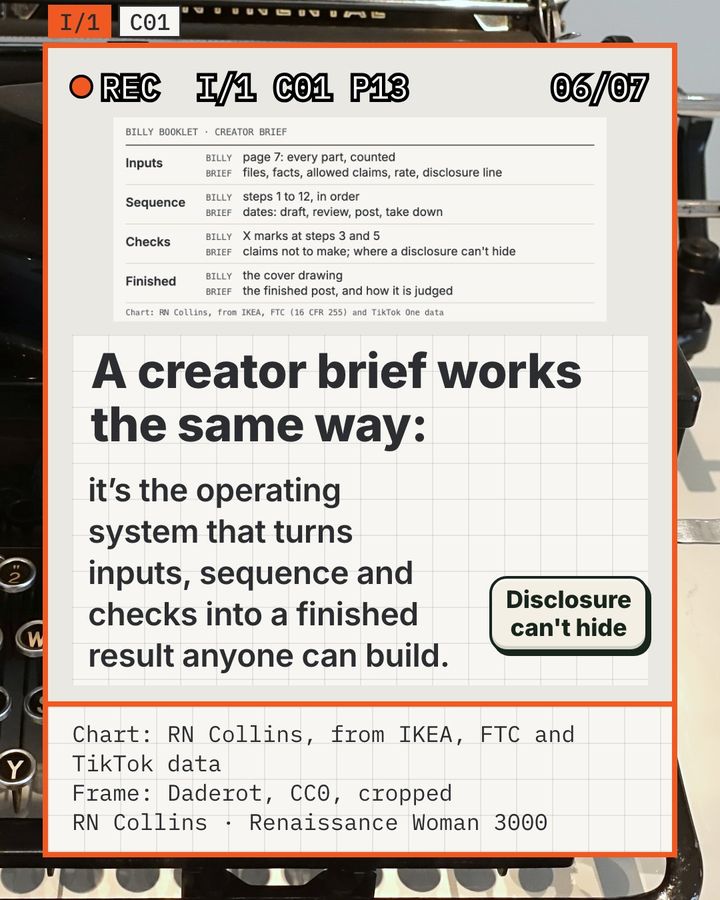 I/1 C01
REC I/1 C01 P13 06/07
BILLY BOOKLET · CREATOR BRIEF
Inputs
BILLY page 7: every part, counted
BRIEF files, facts, allowed claims, rate, disclosure line
Sequence
BILLY steps 1 to 12, in order
BRIEF dates: draft, review, post, take down
Checks
BILLY X marks at steps 3 and 5
BRIEF claims not to make; where a disclosure can't hide
Finished
BILLY the cover drawing
BRIEF the finished post, and how it is judged
Chart: RN Collins, from IKEA, FTC (16 CFR 255) and TikTok One data
A creator brief works
the same way:
it’s the operating
system that turns
inputs, sequence and
checks into a finished
result anyone can build.
Disclosure
can't hide
Chart: RN Collins, from IKEA, FTC and
TikTok data
Frame: Daderot, CC0, cropped
RN Collins · Renaissance Woman 3000
"
2
W
Y